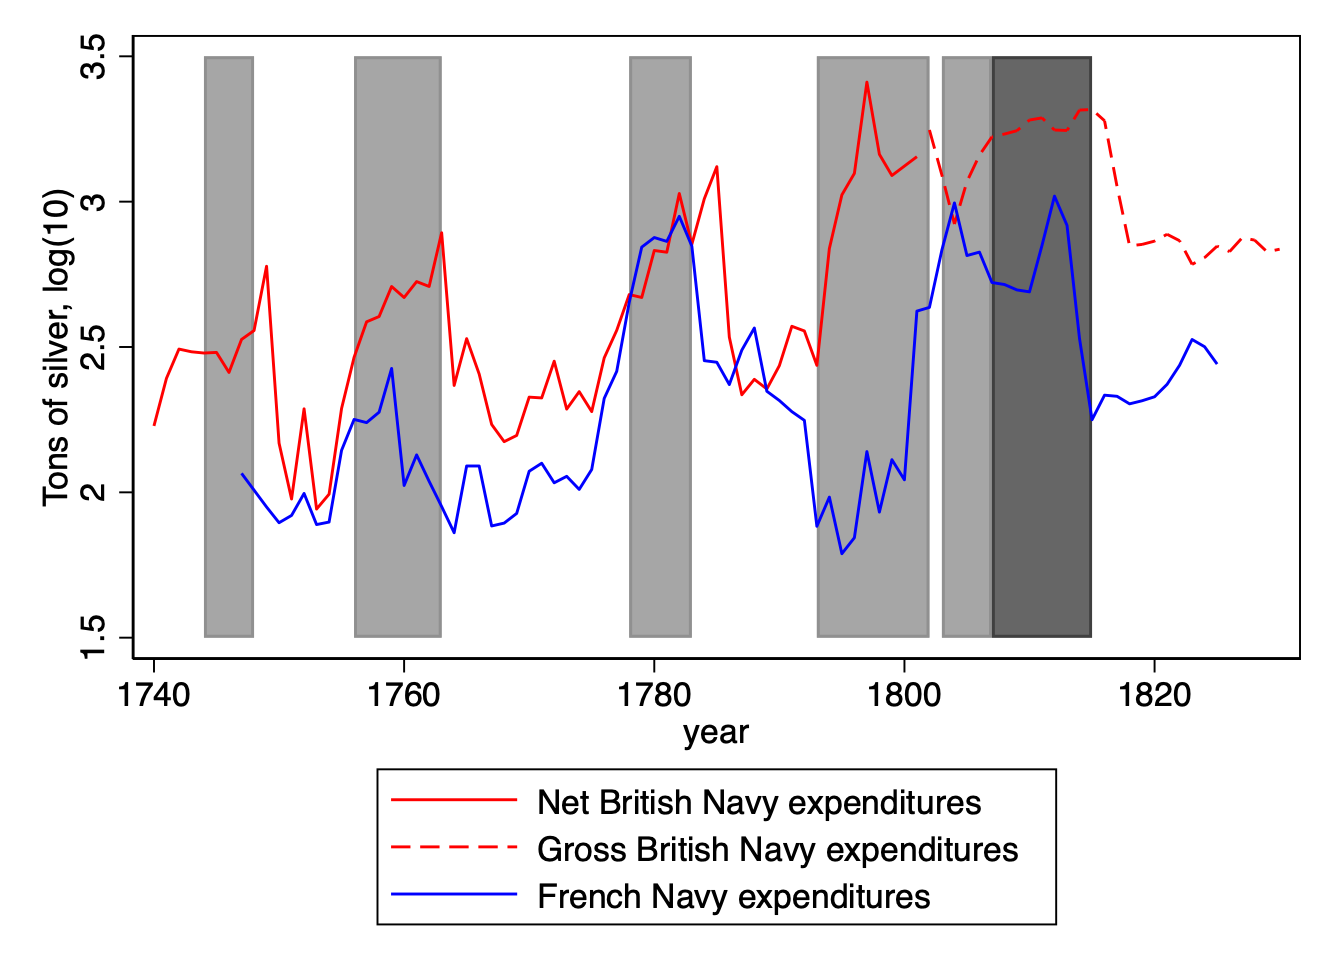 3.5
3
2.5
2
1.5
Tons of silver, log(10)
1740 1760 1780 1800 1820
year
Net British Navy expenditures
Gross British Navy expenditures
French Navy expenditures